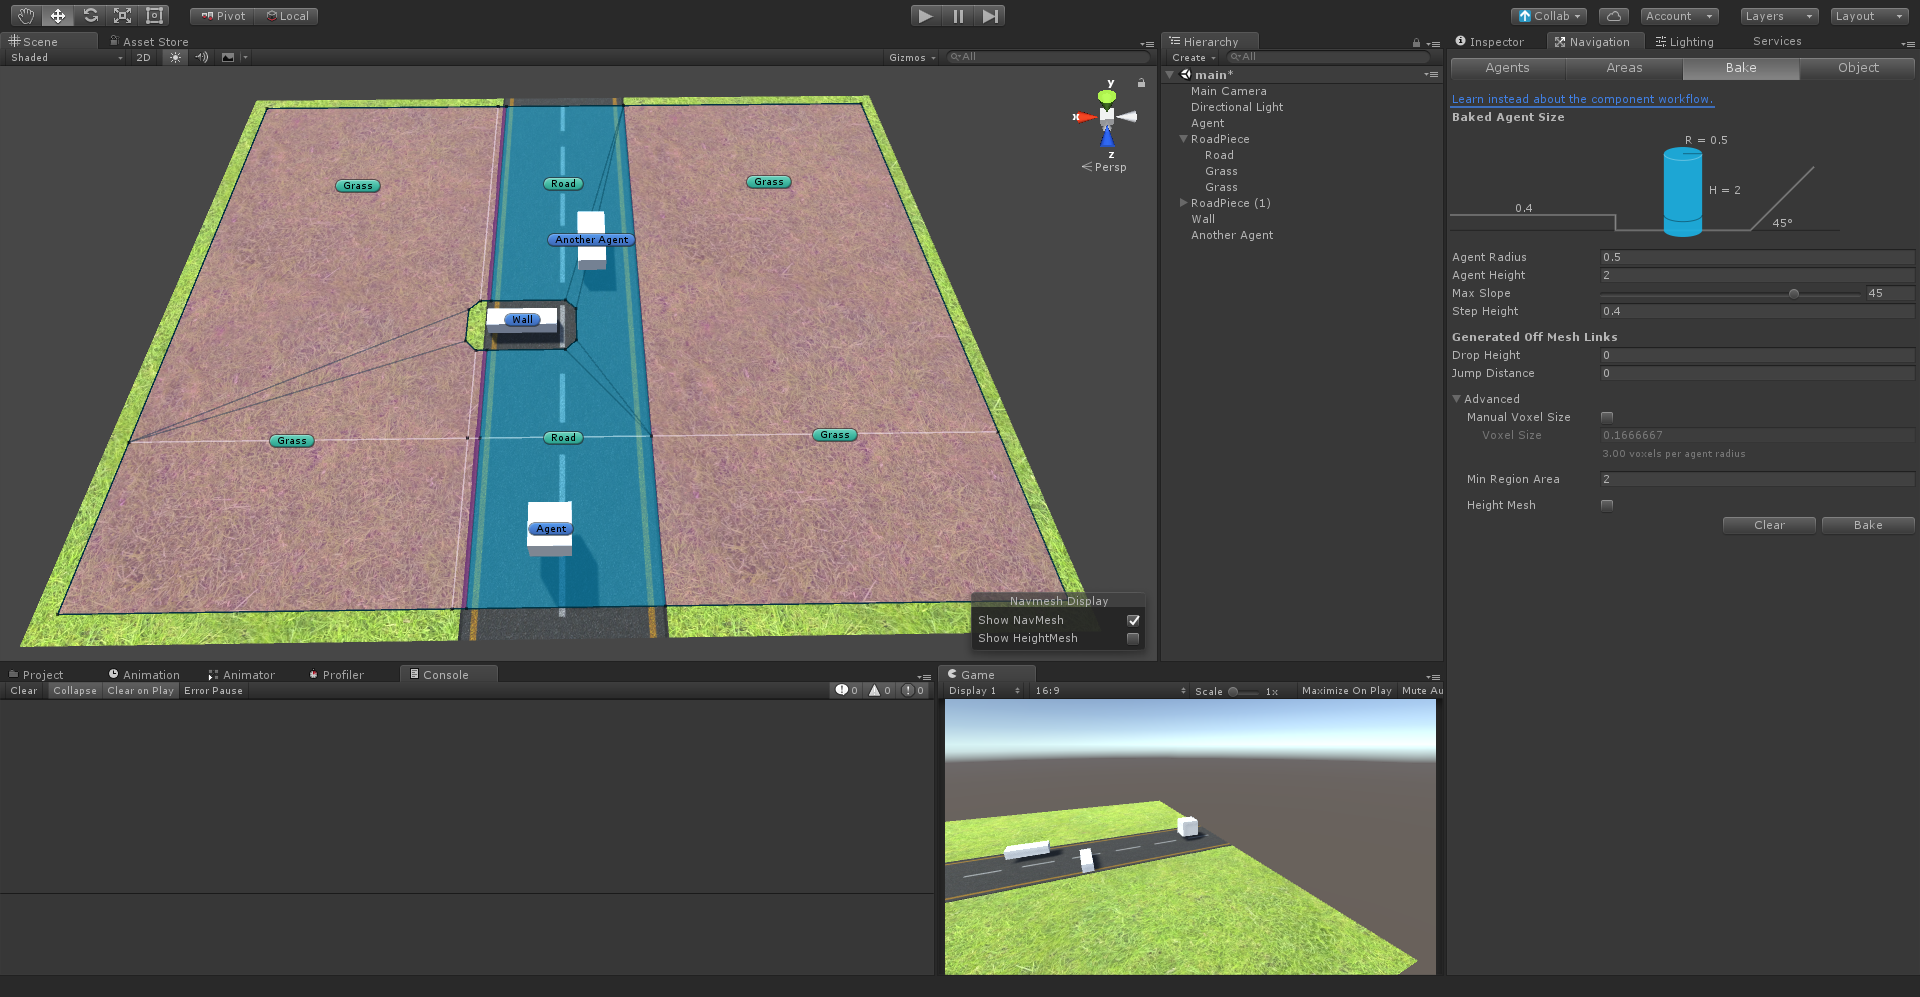 Pivot Local
Collab Account Layers Layout
Scene Asset Store
Shaded 2D Gizmos All
y
x
z
Persp
Grass Road Grass
Another Agent
Wall
Grass Road Grass
Agent
Navmesh Display
Show NavMesh
Show HeightMesh
Hierarchy
Create All
main*
Main Camera
Directional Light
Agent
RoadPiece
Road
Grass
Grass
RoadPiece (1)
Wall
Another Agent
Inspector Navigation Lighting Services
Agents Areas Bake Object
Learn instead about the component workflow.
Baked Agent Size
R = 0.5
H = 2
0.4
45°
Agent Radius 0.5
Agent Height 2
Max Slope 45
Step Height 0.4
Generated Off Mesh Links
Drop Height 0
Jump Distance 0
Advanced
Manual Voxel Size
Voxel Size 0.1666667
3.00 voxels per agent radius
Min Region Area 2
Height Mesh
Clear Bake
Project Animation Animator Profiler Console
Clear Collapse Clear on Play Error Pause 0 0 0
Game
Display 1 16:9 Scale 1x Maximize On Play Mute Au